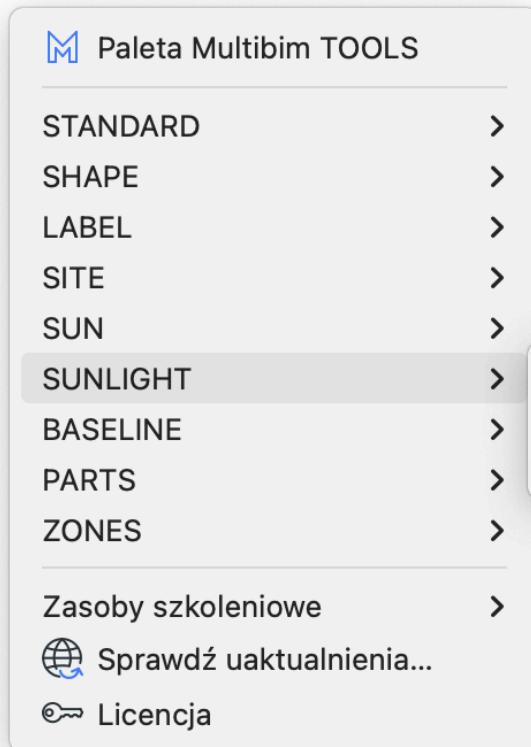 Paleta Multibim TOOLS
STANDARD
SHAPE
LABEL
SITE
SUN
SUNLIGHT
BASELINE
PARTS
ZONES
Zasoby szkoleniowe
Sprawdź uaktualnienia...
Licencja